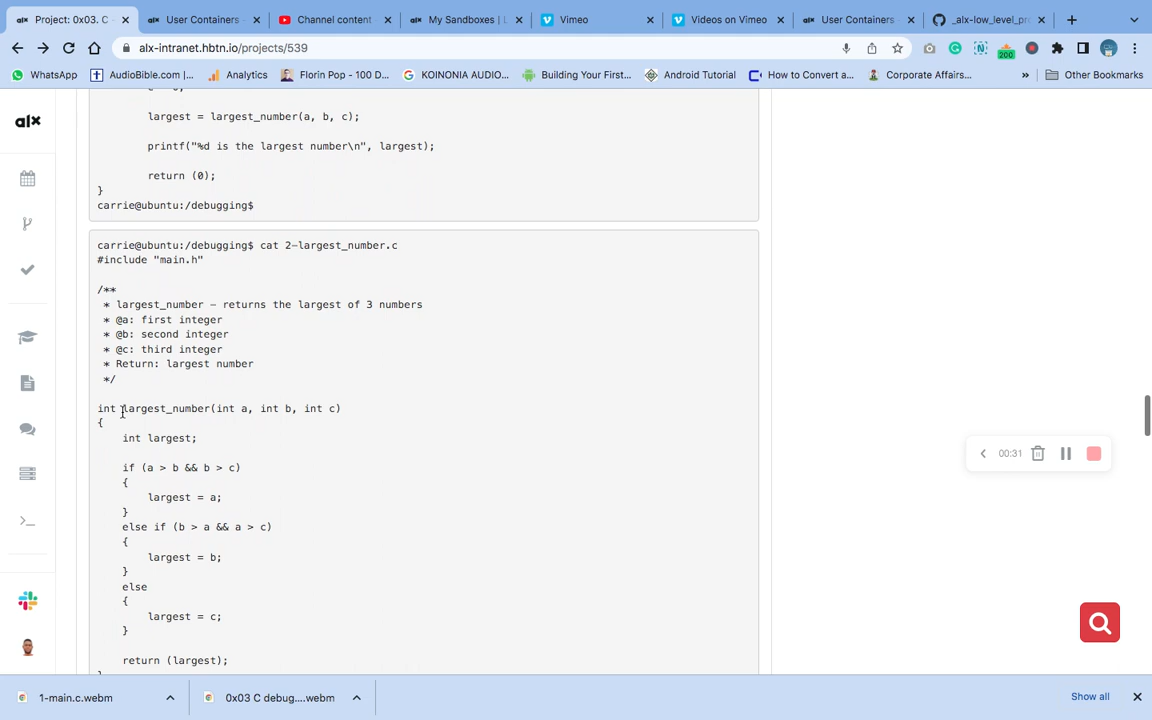 Project: 0x03. C -
User Containers
Channel content
My Sandboxes | L
Vimeo
Videos on Vimeo
User Containers
_alx-low_level_pr
alx-intranet.hbtn.io/projects/539
200
WhatsApp
AudioBible.com |...
Analytics
Florin Pop - 100 D...
KOINONIA AUDIO...
Building Your First...
Android Tutorial
How to Convert a...
Corporate Affairs...
»
Other Bookmarks
alx
largest = largest_number(a, b, c);
printf("%d is the largest number\n", largest);
return (0);
}
carrie@ubuntu:/debugging$
carrie@ubuntu:/debugging$ cat 2-largest_number.c
#include "main.h"
/**
* largest_number - returns the largest of 3 numbers
* @a: first integer
* @b: second integer
* @c: third integer
* Return: largest number
*/
int largest_number(int a, int b, int c)
{
int largest;
if (a > b && b > c)
{
largest = a;
}
else if (b > a && a > c)
{
largest = b;
}
else
{
largest = c;
}
return (largest);
00:31
1-main.c.webm
0x03 C debug....webm
Show all